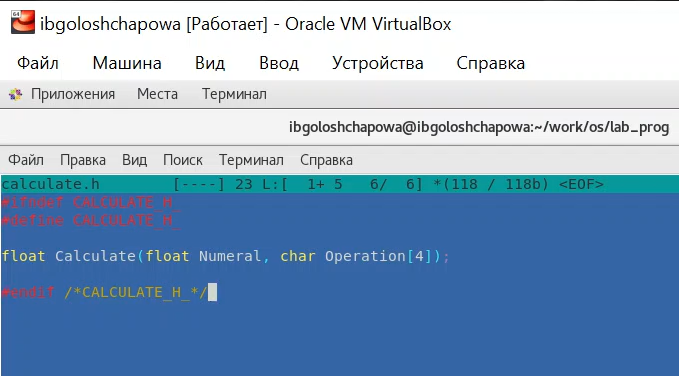 64
ibgoloshchapowa [Работает] - Oracle VM VirtualBox
Файл Машина Вид Ввод Устройства Справка
Приложения Места Терминал
ibgoloshchapowa@ibgoloshchapowa:~/work/os/lab_prog
Файл Правка Вид Поиск Терминал Справка
calculate.h [----] 23 L:[ 1+ 5 6/ 6] *(118 / 118b) <EOF>
#ifndef CALCULATE_H_
#define CALCULATE_H_
float Calculate(float Numeral, char Operation[4]);
#endif /*CALCULATE_H_*/